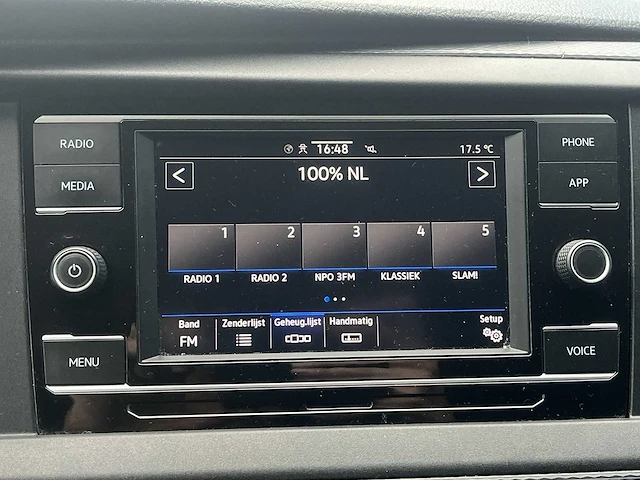 RADIO
MEDIA
MENU
PHONE
APP
VOICE
16:48
17.5 °C
100% NL
1 2 3 4 5
RADIO 1 RADIO 2 NPO 3FM KLASSIEK SLAM!
Band Zenderlijst Geheug.lijst Handmatig Setup
FM